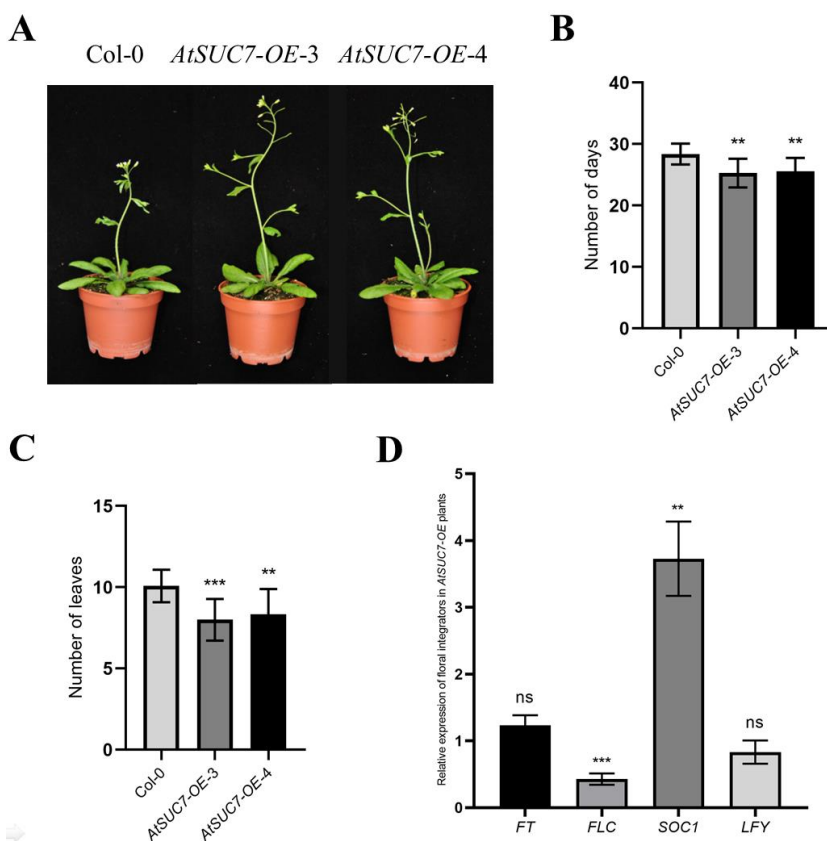 A
Col-0 AtSUC7-OE-3 AtSUC7-OE-4
B
Number of days
40
30
20
10
0
**
**
Col-0
AtSUC7-OE-3
AtSUC7-OE-4
C
Number of leaves
15
10
5
0
***
**
Col-0
AtSUC7-OE-3
AtSUC7-OE-4
D
Relative expression of floral integrators in AtSUC7-OE plants
5
4
3
2
1
0
ns
***
**
ns
FT
FLC
SOC1
LFY